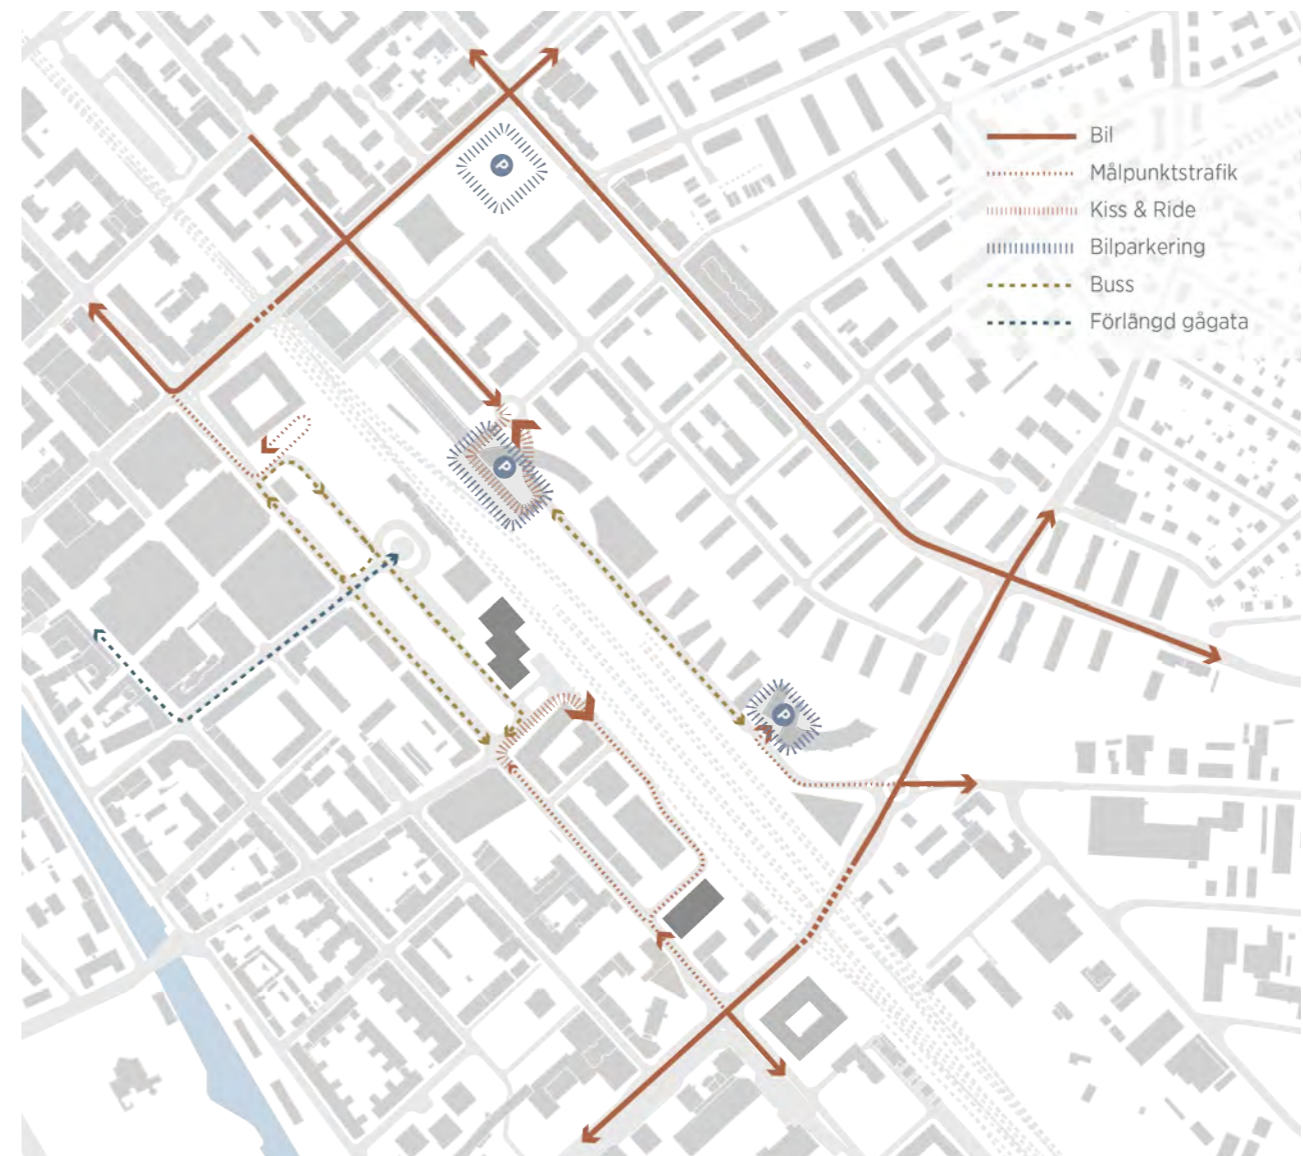 Bil
Målpunktstrafik
Kiss & Ride
Bilparkering
Buss
Förlängd gågata
P
P
P